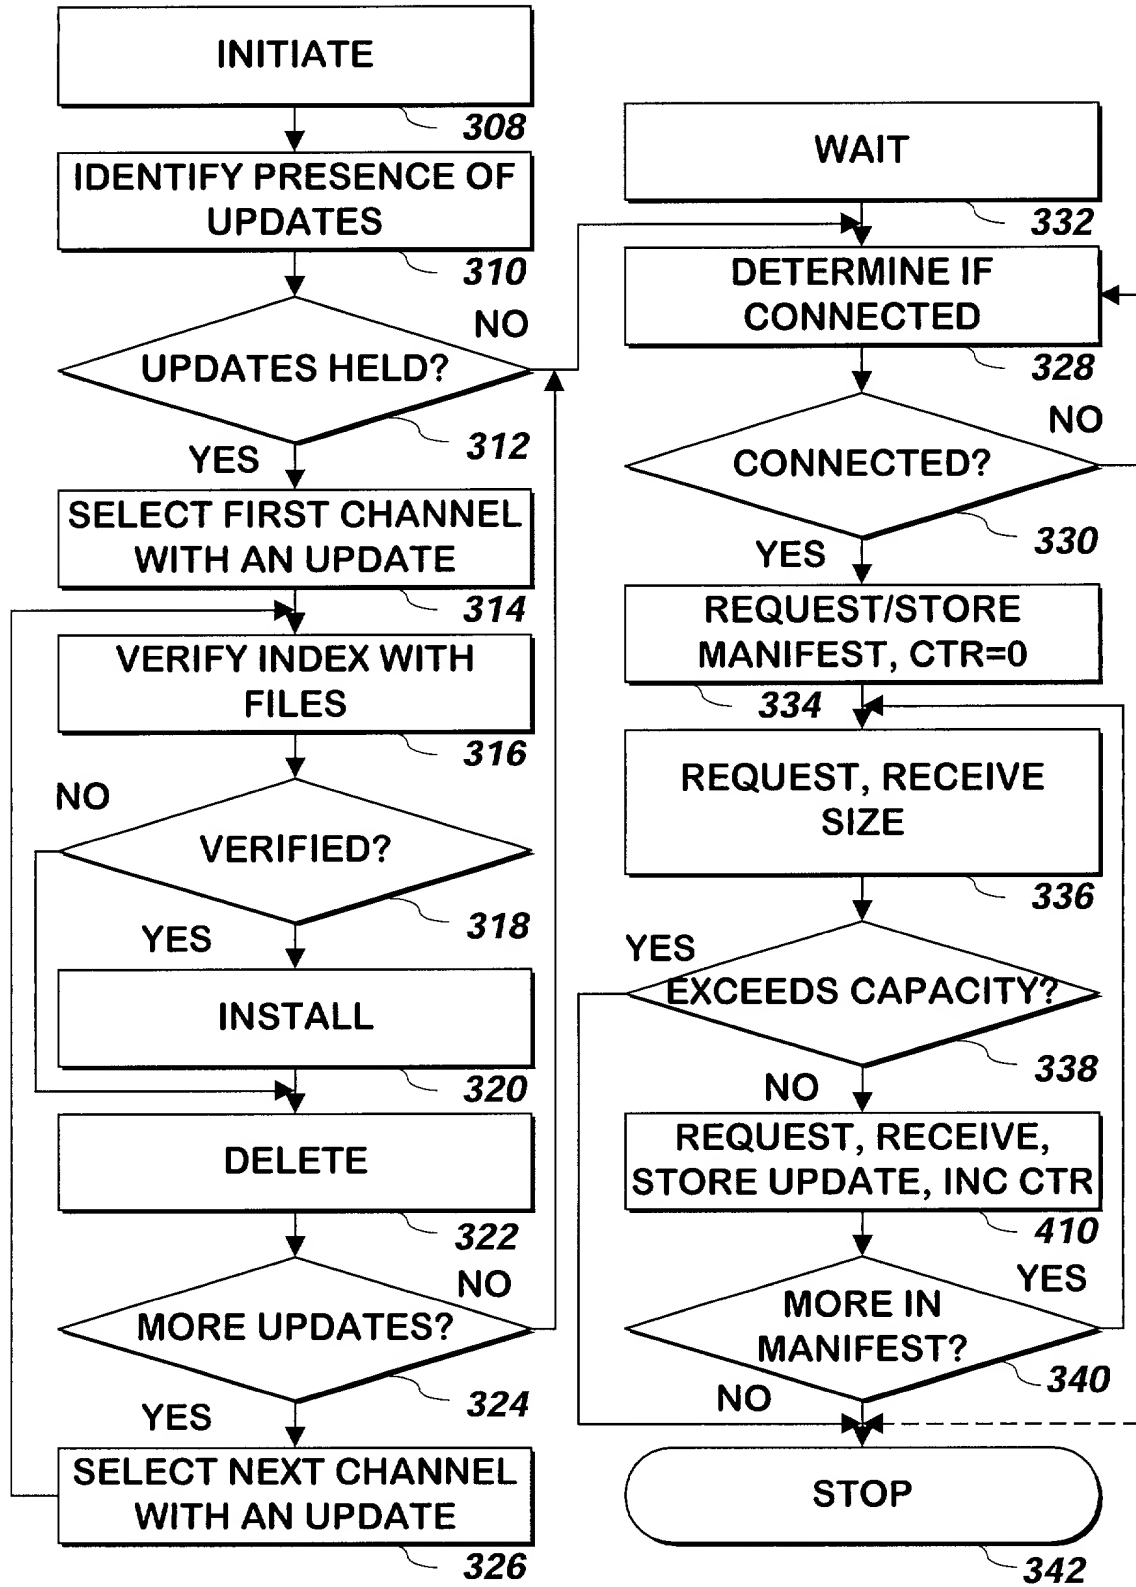 INITIATE
308
IDENTIFY PRESENCE OF
UPDATES
310
NO
UPDATES HELD?
312
YES
SELECT FIRST CHANNEL
WITH AN UPDATE
314
VERIFY INDEX WITH
FILES
316
NO
VERIFIED?
318
YES
INSTALL
320
DELETE
322
NO
MORE UPDATES?
324
YES
SELECT NEXT CHANNEL
WITH AN UPDATE
326
WAIT
332
DETERMINE IF
CONNECTED
328
NO
CONNECTED?
330
YES
REQUEST/STORE
MANIFEST, CTR=0
334
REQUEST, RECEIVE
SIZE
336
YES
EXCEEDS CAPACITY?
338
NO
REQUEST, RECEIVE,
STORE UPDATE, INC CTR
410
YES
MORE IN
MANIFEST?
340
NO
STOP
342